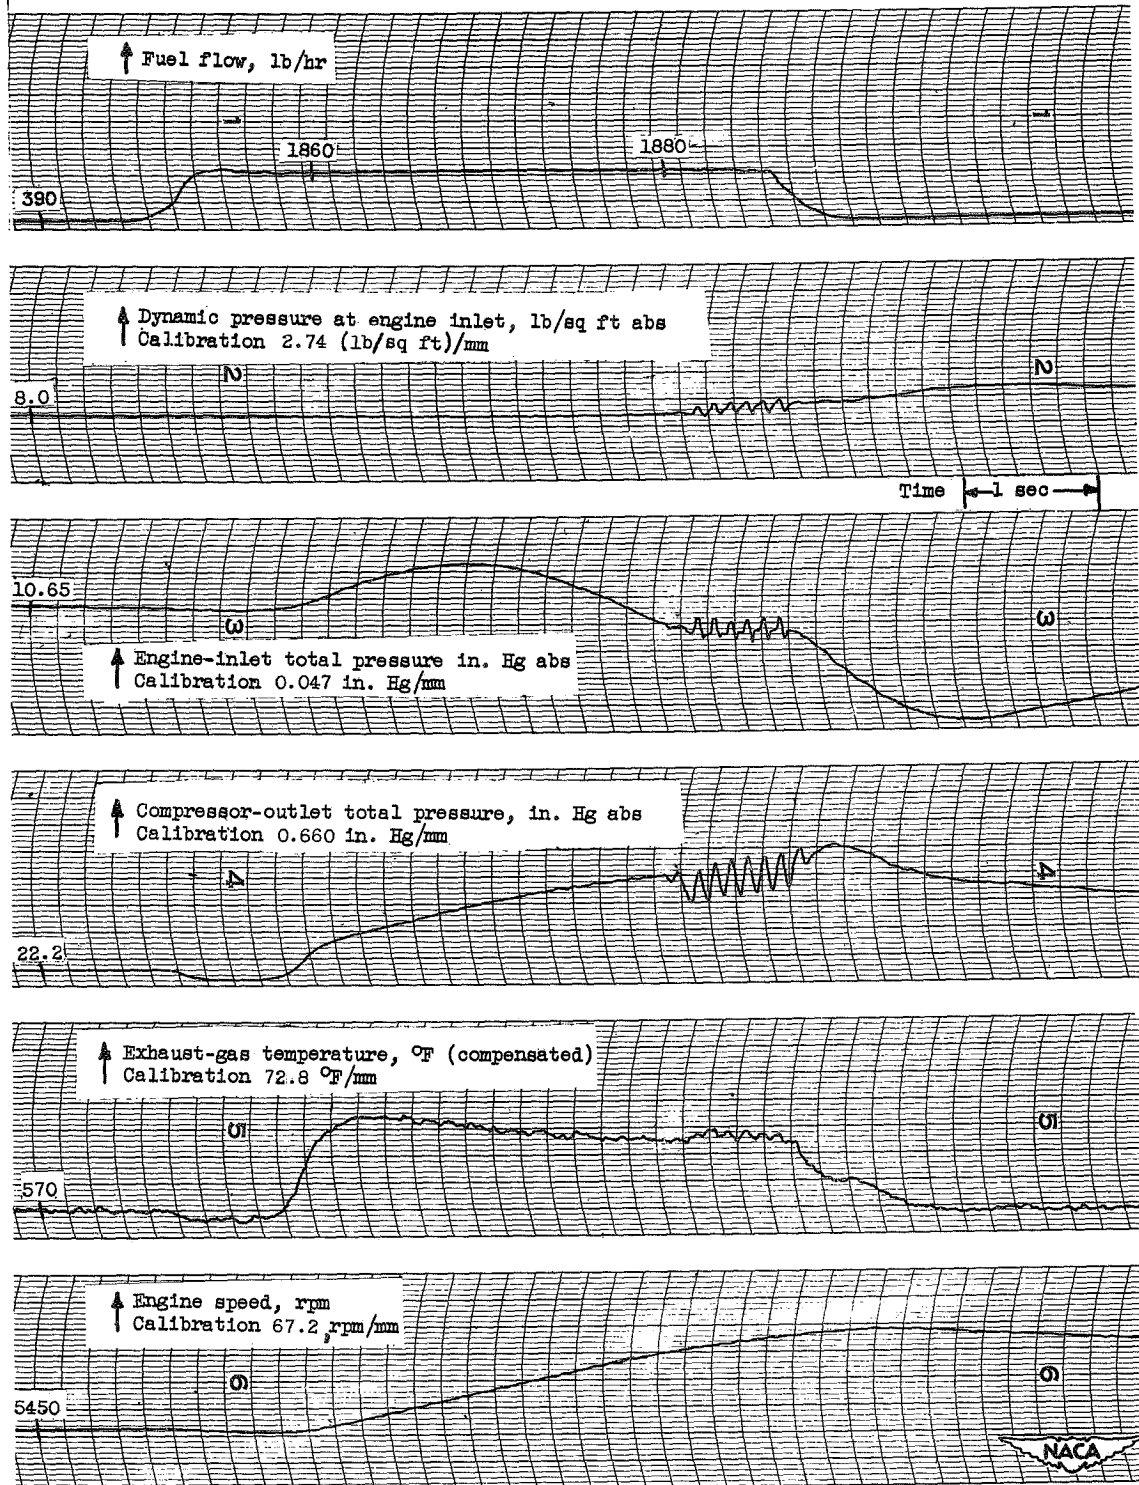 Fuel flow, lb/hr
1
1
1860
1880
390
Dynamic pressure at engine inlet, lb/sq ft abs
Calibration 2.74 (lb/sq ft)/mm
2
2
8.0
Time 1 sec
10.65
3
3
Engine-inlet total pressure in. Hg abs
Calibration 0.047 in. Hg/mm
Compressor-outlet total pressure, in. Hg abs
Calibration 0.660 in. Hg/mm
4
4
22.2
Exhaust-gas temperature, °F (compensated)
Calibration 72.8 °F/mm
5
5
570
Engine speed, rpm
Calibration 67.2 rpm/mm
6
6
5450
NACA